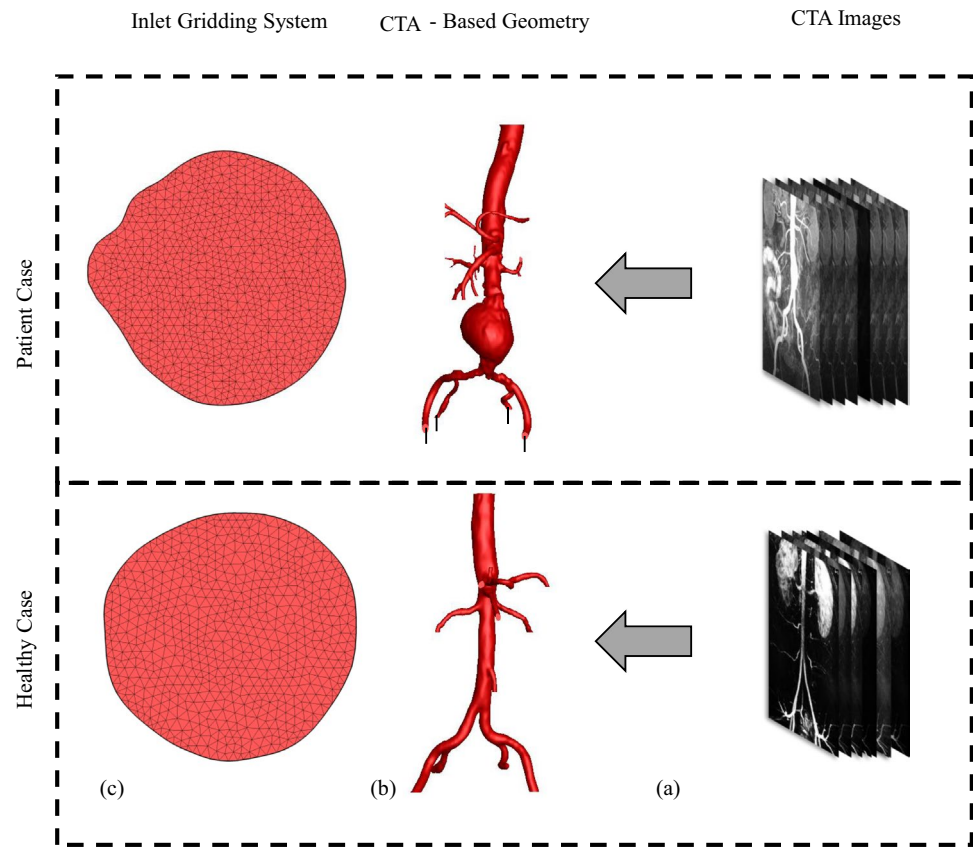 Inlet Gridding System
CTA - Based Geometry
CTA Images
Patient Case
Healthy Case
(c)
(b)
(a)